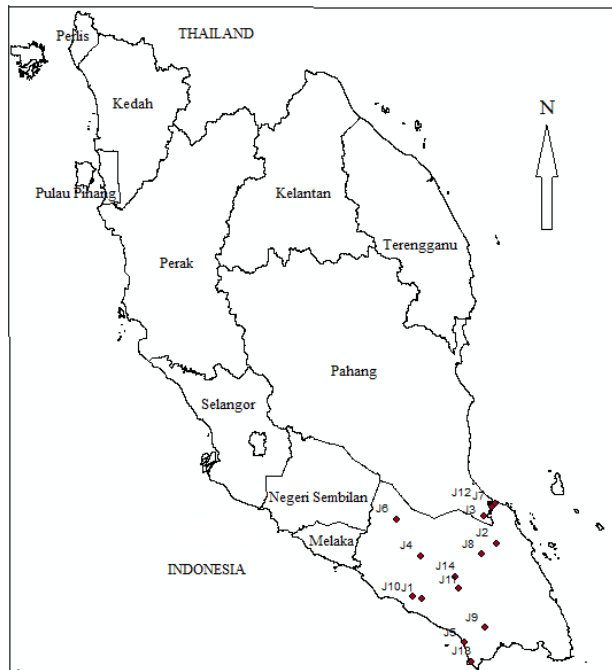 THAILAND
Perlis
Kedah
N
Pulau Pinang
Kelantan
Terengganu
Perak
Pahang
Selangor
Negeri Sembilan
J12
J7
J3
J6
Melaka
J2
J8
J4
INDONESIA
J14
J11
J10
J1
J9
J5
J13